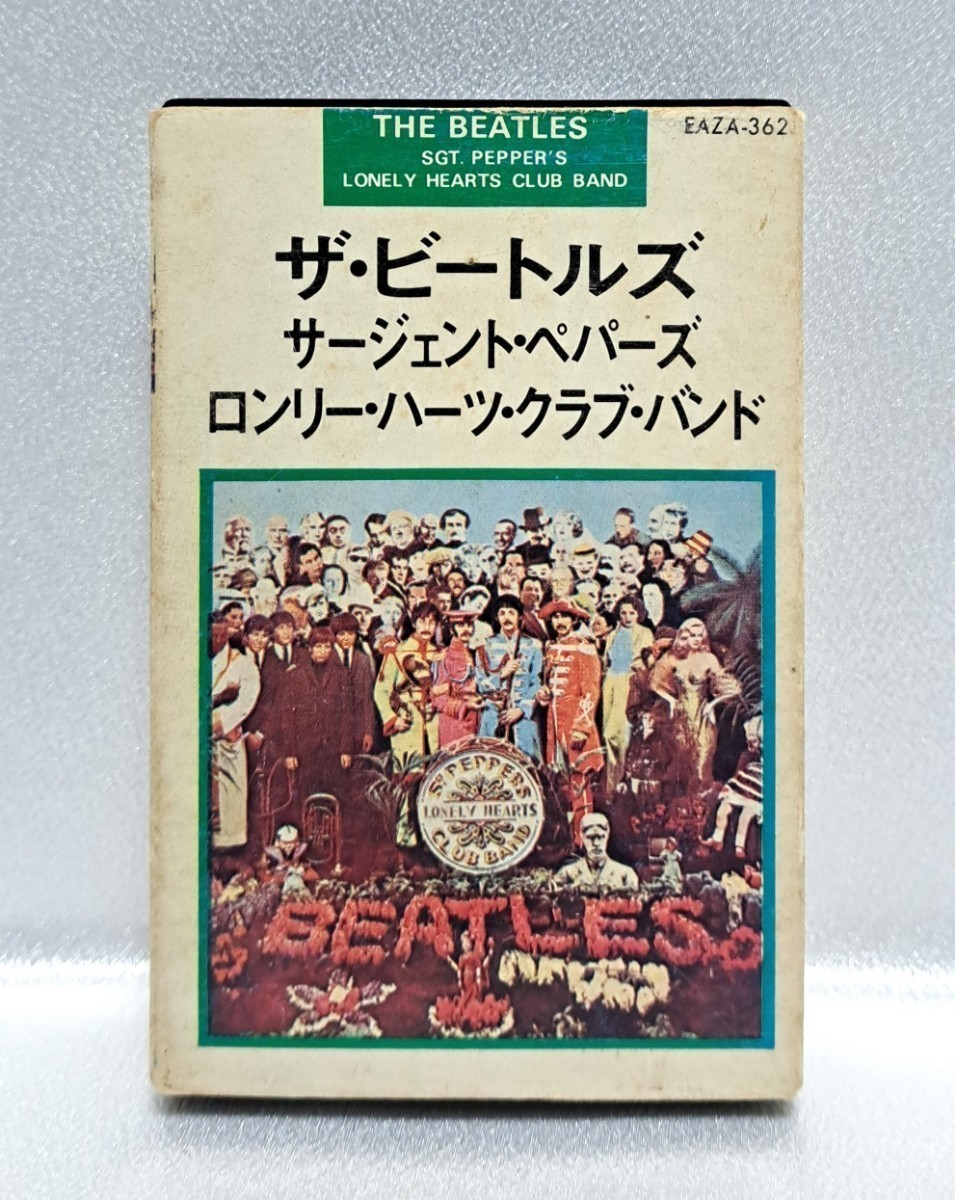 THE BEATLES
EAZA-362
SGT. PEPPER'S
LONELY HEARTS CLUB BAND
ザ・ビートルズ
サージェント・ペパーズ
ロンリー・ハーツ・クラブ・バンド
SGT PEPPER'S
LONELY HEARTS
CLUB BAND
BEATLES